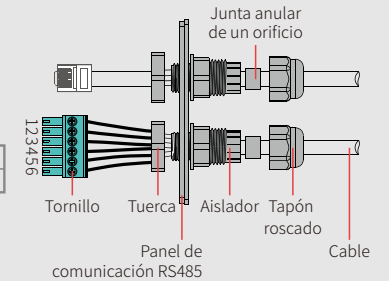 Junta anular
de un orificio
123456
Tornillo
Tuerca
Aislador
Tapón
roscado
Panel de
comunicación RS485
Cable